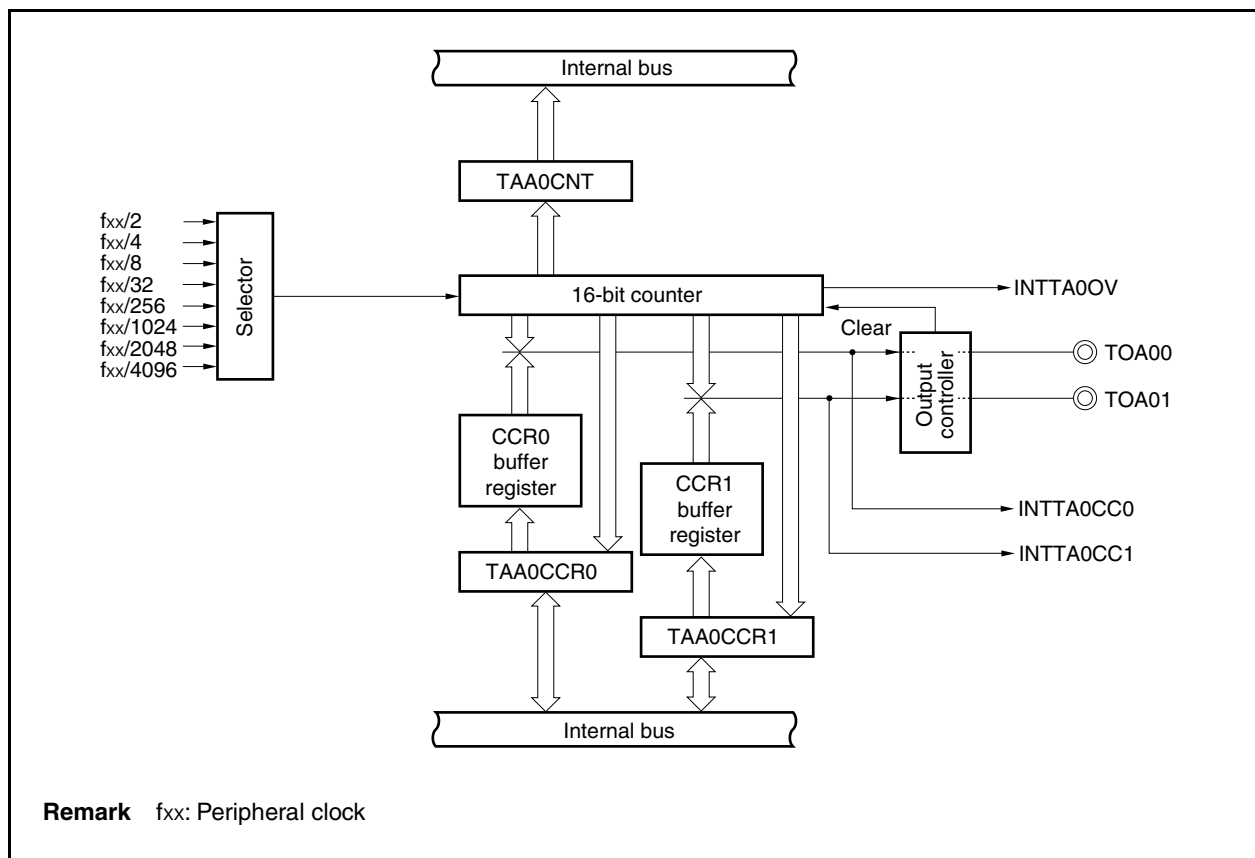 Internal bus
TAA0CNT
fxx/2
fxx/4
fxx/8
fxx/32
fxx/256
fxx/1024
fxx/2048
fxx/4096
Selector
16-bit counter
INTTA0OV
Clear
Output
controller
TOA00
TOA01
CCR0
buffer
register
CCR1
buffer
register
INTTA0CC0
INTTA0CC1
TAA0CCR0
TAA0CCR1
Internal bus
Remark fxx: Peripheral clock